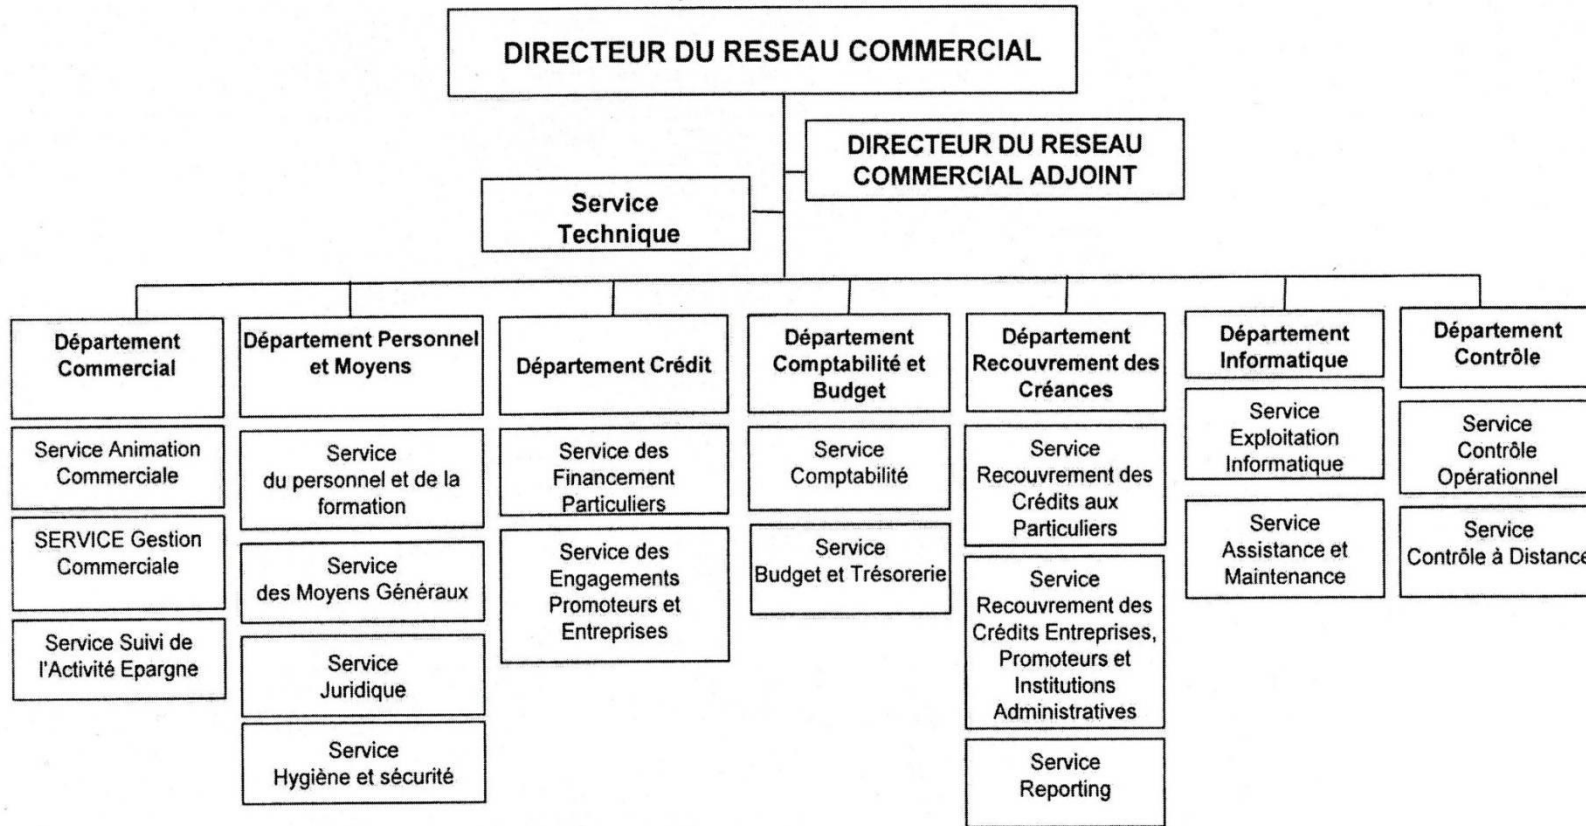 DIRECTEUR DU RESEAU COMMERCIAL
DIRECTEUR DU RESEAU
COMMERCIAL ADJOINT
Service
Technique
Département
Commercial
Service Animation
Commerciale
SERVICE Gestion
Commerciale
Service Suivi de
l'Activité Epargne
Département Personnel
et Moyens
Service
du personnel et de la
formation
Service
des Moyens Généraux
Service
Juridique
Service
Hygiène et sécurité
Département Crédit
Service des
Financement
Particuliers
Service des
Engagements
Promoteurs et
Entreprises
Département
Comptabilité et
Budget
Service
Comptabilité
Service
Budget et Trésorerie
Département
Recouvrement des
Créances
Service
Recouvrement des
Crédits aux
Particuliers
Service
Recouvrement des
Crédits Entreprises,
Promoteurs et
Institutions
Administratives
Service
Reporting
Département
Informatique
Service
Exploitation
Informatique
Service
Assistance et
Maintenance
Département
Contrôle
Service
Contrôle
Opérationnel
Service
Contrôle à Distance